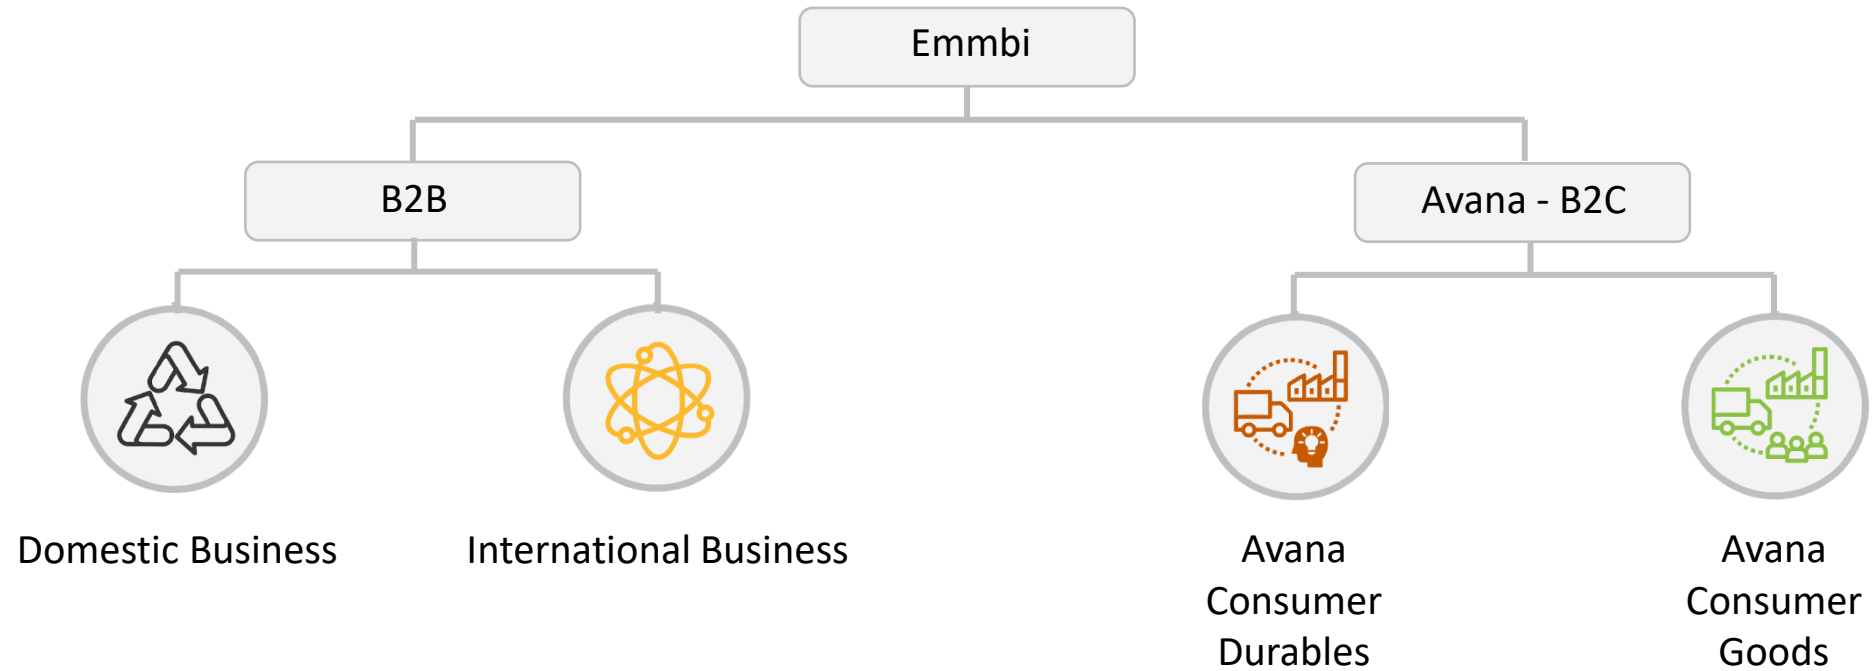 Emmbi
B2B
Avana - B2C
Domestic Business
International Business
Avana
Consumer
Durables
Avana
Consumer
Goods